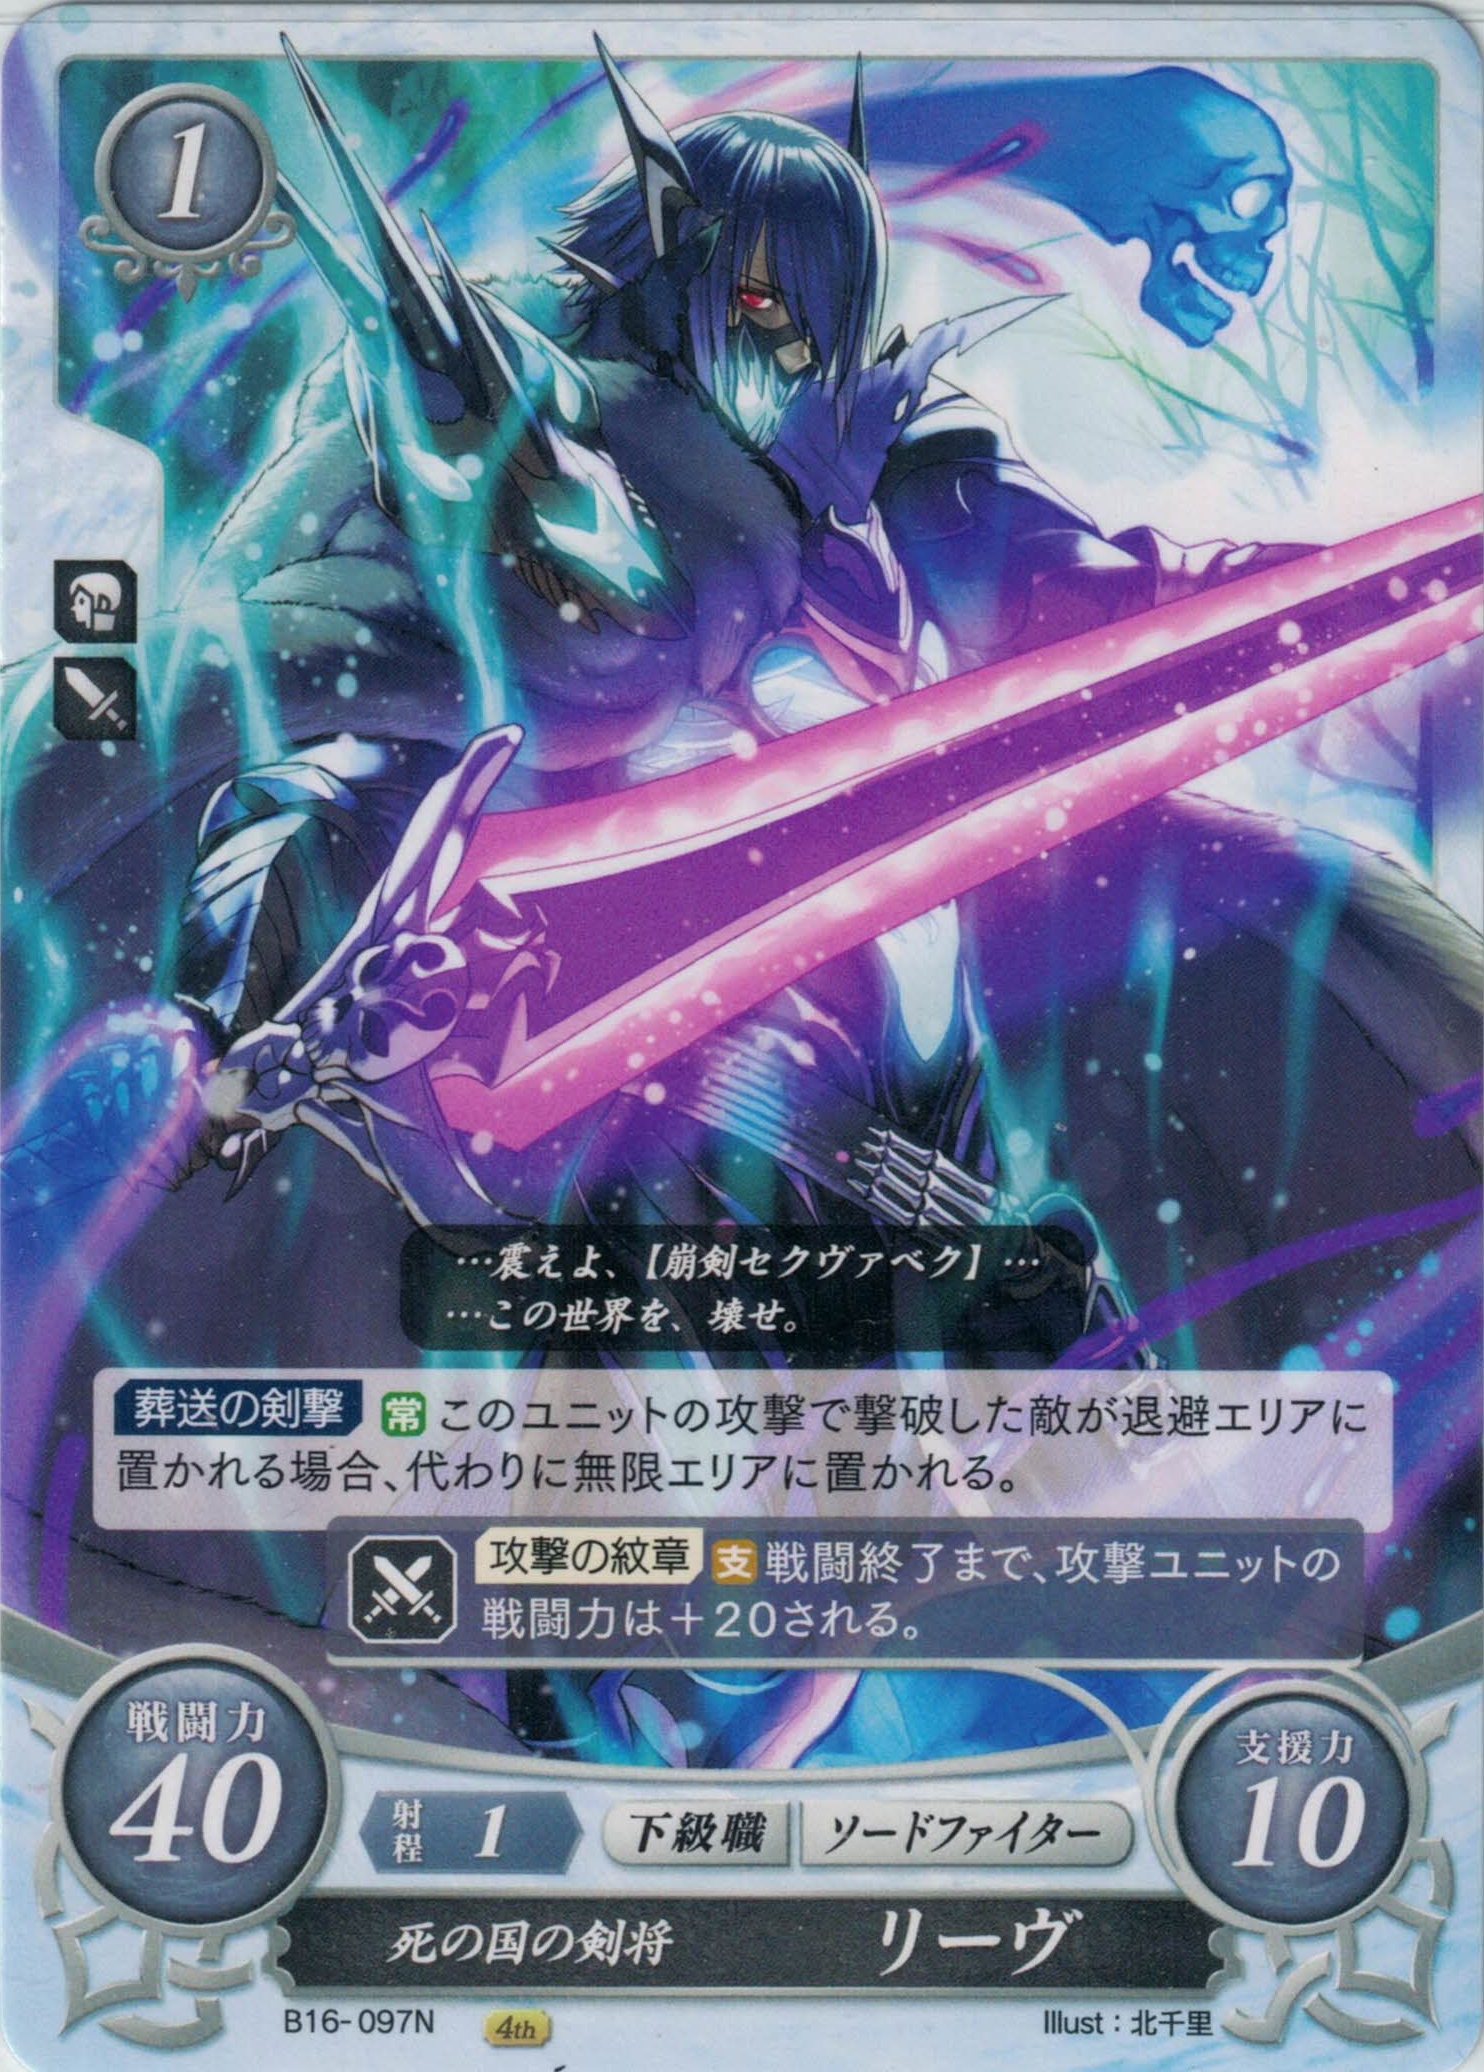 1
…震えよ、【崩剣セクヴァベク】…
…この世界を、壊せ。
葬送の剣撃 常 このユニットの攻撃で撃破した敵が退避エリアに
置かれる場合、代わりに無限エリアに置かれる。
攻撃の紋章 支 戦闘終了まで、攻撃ユニットの
戦闘力は＋20される。
戦闘力
40
射程 1
下級職 ソードファイター
支援力
10
死の国の剣将 リーヴ
B16-097N 4th Illust：北千里